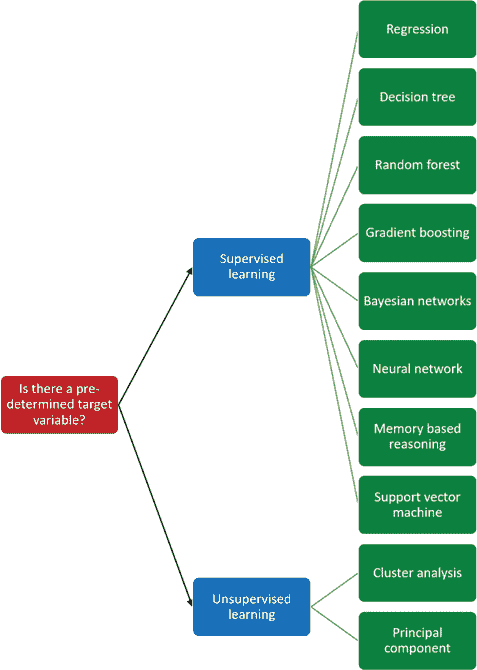 Regression
Decision tree
Random forest
Gradient boosting
Supervised
learning
Bayesian networks
Neural network
Is there a pre-
determined target
variable?
Memory based
reasoning
Support vector
machine
Cluster analysis
Unsupervised
learning
Principal
component